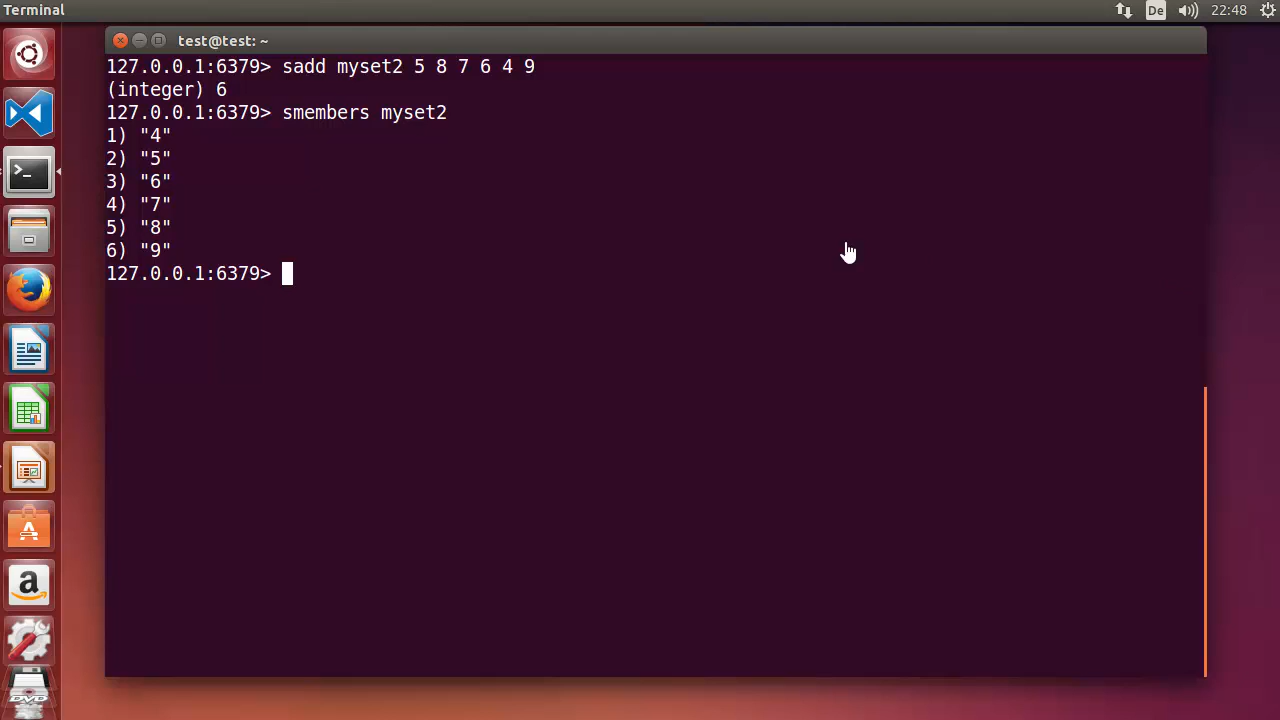 Terminal
De
22:48
test@test: ~
127.0.0.1:6379> sadd myset2 5 8 7 6 4 9
(integer) 6
127.0.0.1:6379> smembers myset2
1) "4"
2) "5"
3) "6"
4) "7"
5) "8"
6) "9"
127.0.0.1:6379>
>_
A
a
DVD